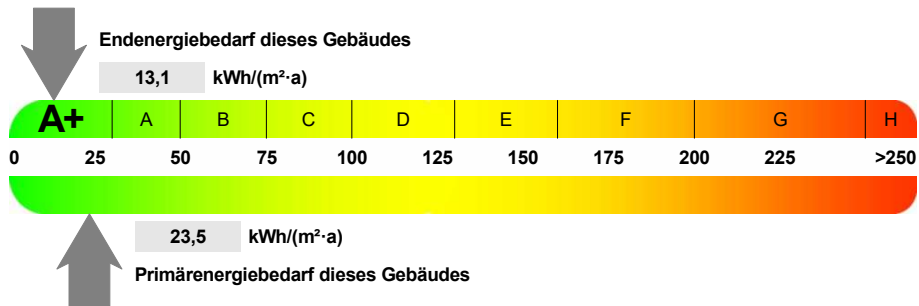 Endenergiebedarf dieses Gebäudes
13,1 kWh/(m²·a)
A+ A B C D E F G H
0 25 50 75 100 125 150 175 200 225 >250
23,5 kWh/(m²·a)
Primärenergiebedarf dieses Gebäudes